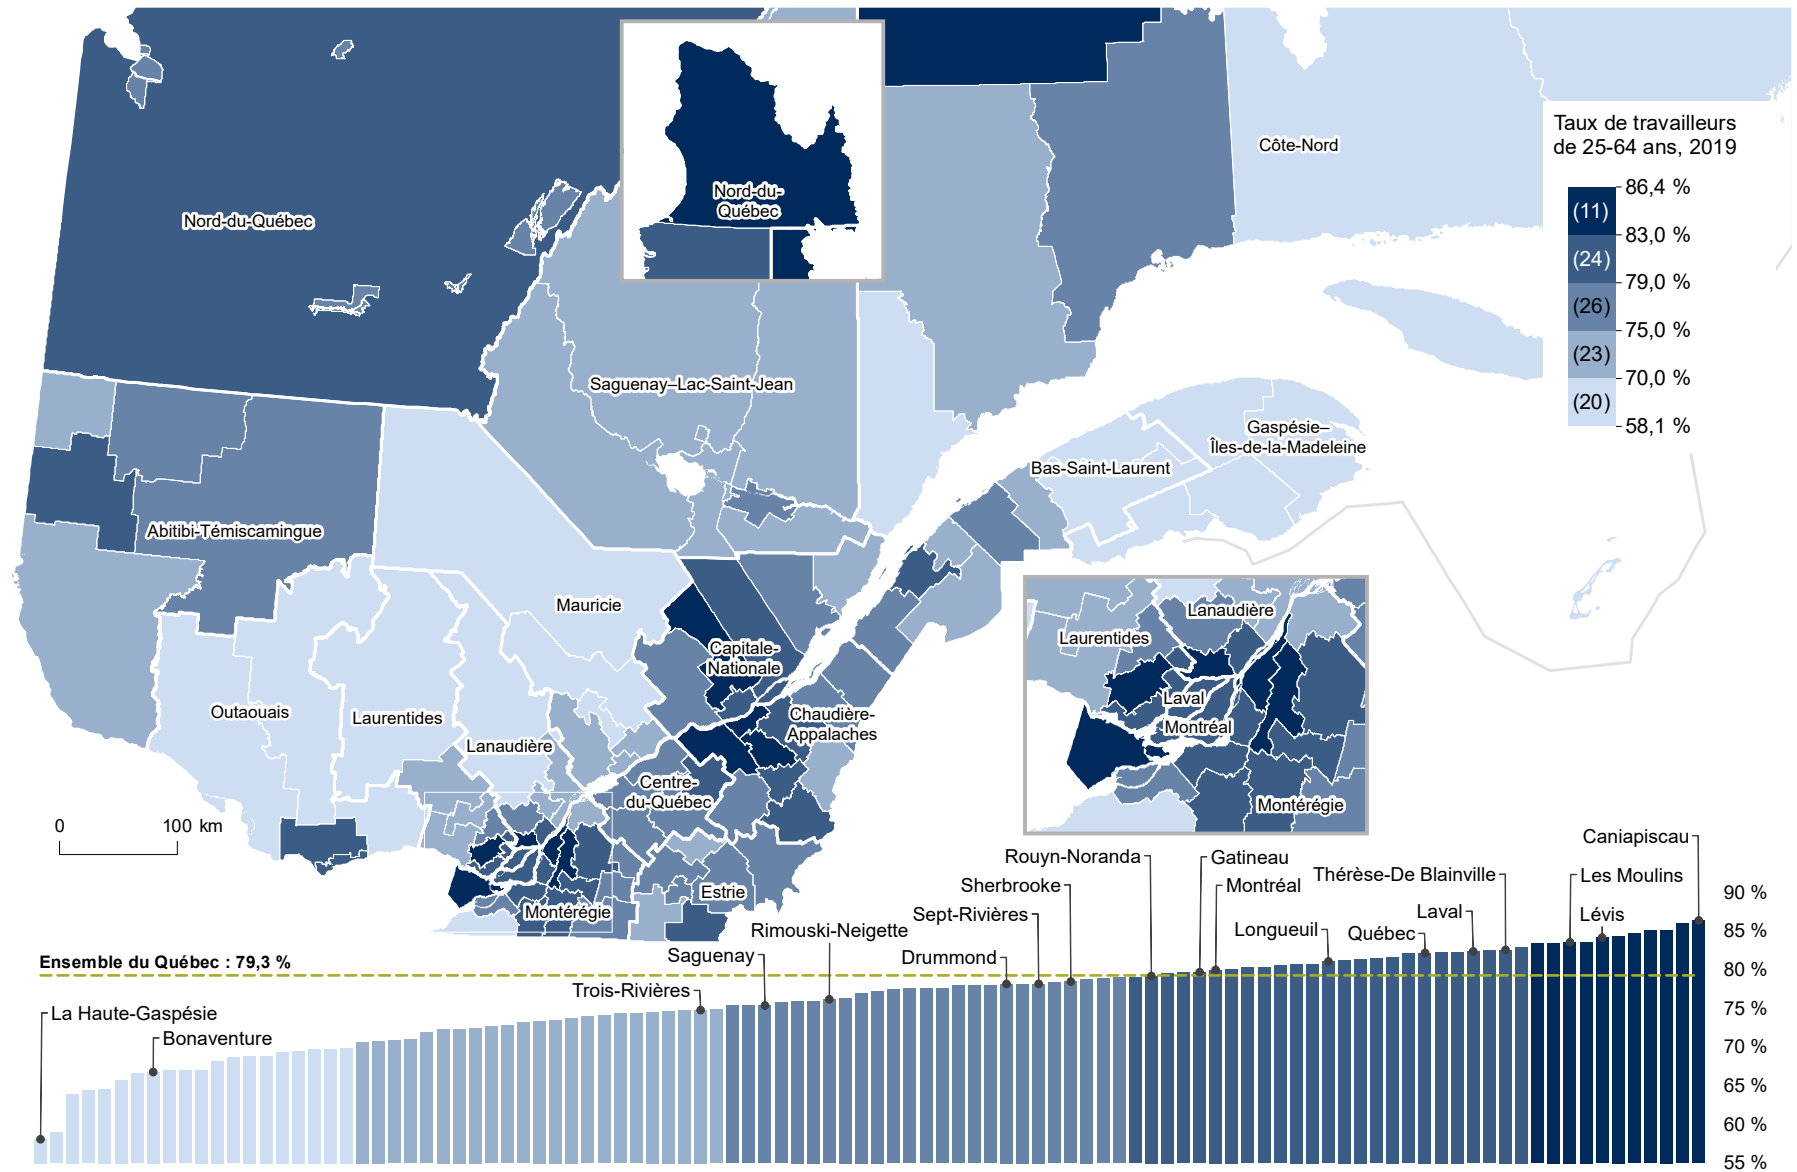 Taux de travailleurs
de 25-64 ans, 2019
86,4 %
(11)
83,0 %
(24)
79,0 %
(26)
75,0 %
(23)
70,0 %
(20)
58,1 %
Côte-Nord
Nord-du-
Québec
Nord-du-Québec
Saguenay–Lac-Saint-Jean
Gaspésie–
Îles-de-la-Madeleine
Bas-Saint-Laurent
Abitibi-Témiscamingue
Mauricie
Capitale-
Nationale
Outaouais
Laurentides
Lanaudière
Chaudière-
Appalaches
Centre-
du-Québec
Estrie
Montérégie
Lanaudière
Laurentides
Laval
Montréal
Montérégie
0
100 km
Ensemble du Québec : 79,3 %
La Haute-Gaspésie
Bonaventure
Trois-Rivières
Saguenay
Rimouski-Neigette
Drummond
Sept-Rivières
Sherbrooke
Rouyn-Noranda
Gatineau
Montréal
Longueuil
Québec
Laval
Thérèse-De Blainville
Les Moulins
Lévis
Caniapiscau
90 %
85 %
80 %
75 %
70 %
65 %
60 %
55 %